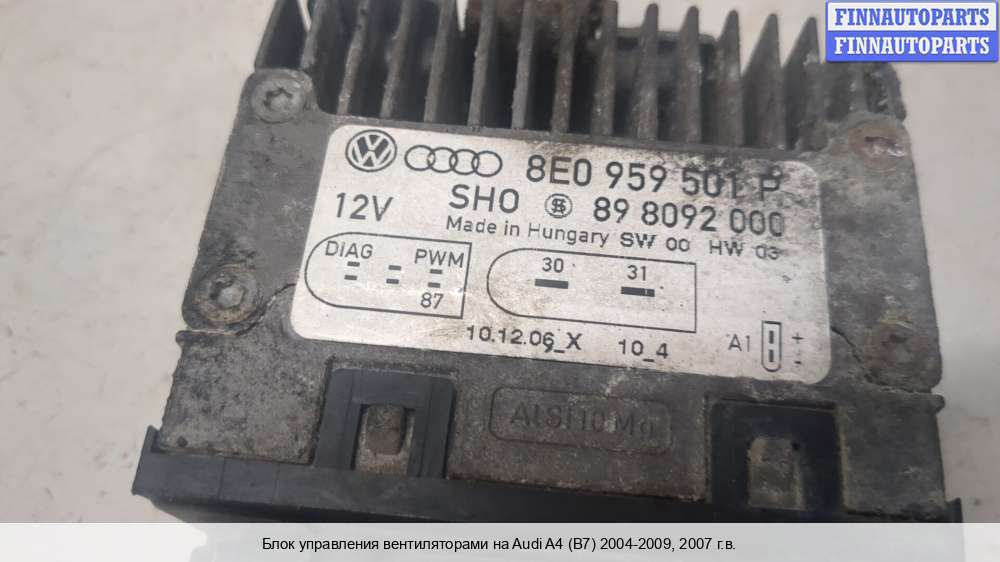 FINNAUTOPARTS
FINNAUTOPARTS
8E0 959 501 P
12V SHO 89 8092 000
Made in Hungary SW 00 HW 03
DIAG PWM
87
30 31
10.12.06_X 10_4
A1 + -
AlSi10Mg
Блок управления вентиляторами на Audi A4 (B7) 2004-2009, 2007 г.в.